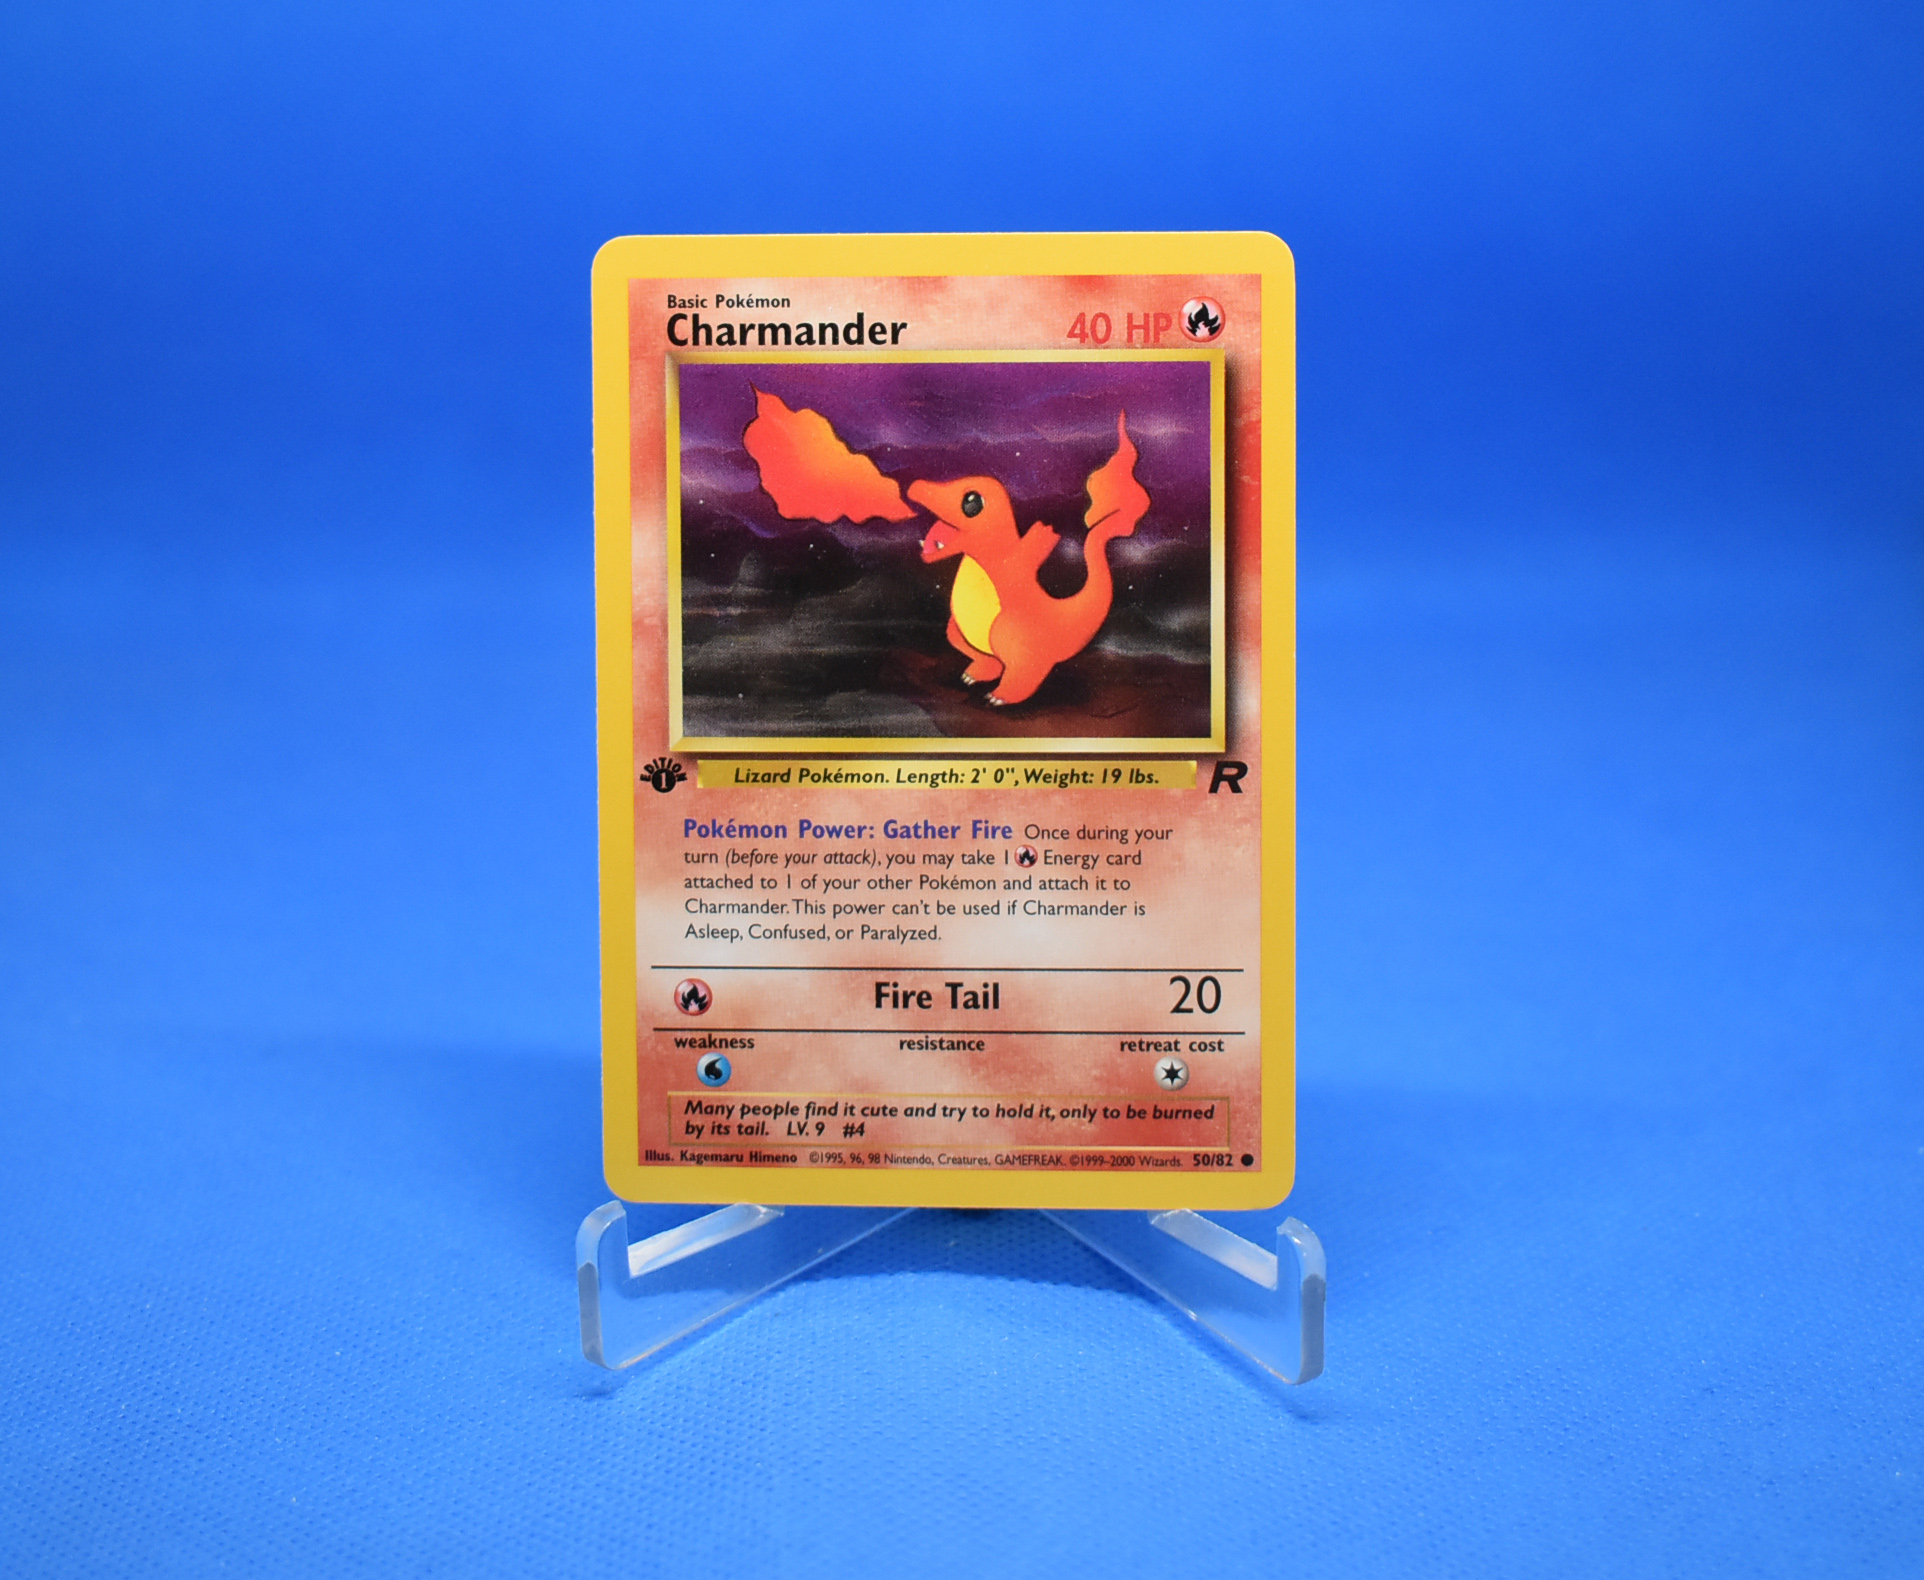 Basic Pokémon
Charmander 40 HP
EDITION 1
Lizard Pokémon. Length: 2' 0", Weight: 19 lbs.
R
Pokémon Power: Gather Fire Once during your
turn (before your attack), you may take 1 Energy card
attached to 1 of your other Pokémon and attach it to
Charmander. This power can't be used if Charmander is
Asleep, Confused, or Paralyzed.
Fire Tail 20
weakness resistance retreat cost
Many people find it cute and try to hold it, only to be burned
by its tail. LV. 9 #4
Illus. Kagemaru Himeno ©1995, 96, 98 Nintendo, Creatures, GAMEFREAK. ©1999-2000 Wizards. 50/82